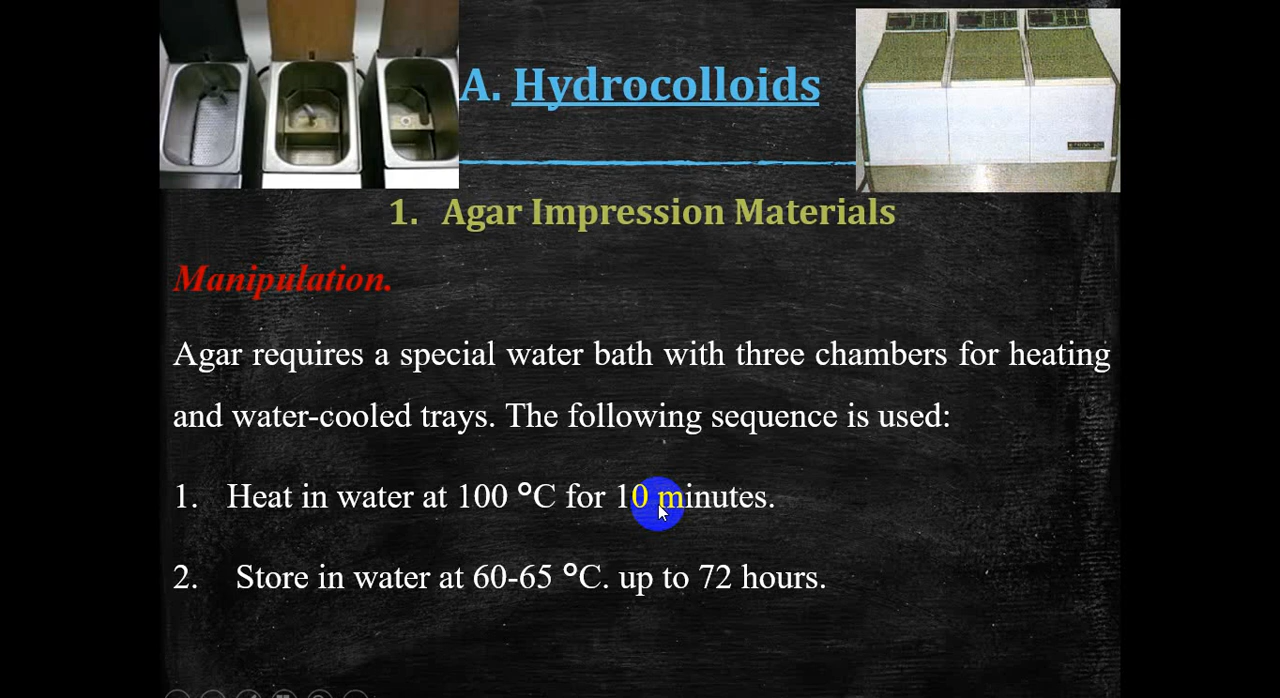 A. Hydrocolloids
1. Agar Impression Materials
Manipulation.
Agar requires a special water bath with three chambers for heating
and water-cooled trays. The following sequence is used:
1. Heat in water at 100 °C for 10 minutes.
2. Store in water at 60-65 °C. up to 72 hours.